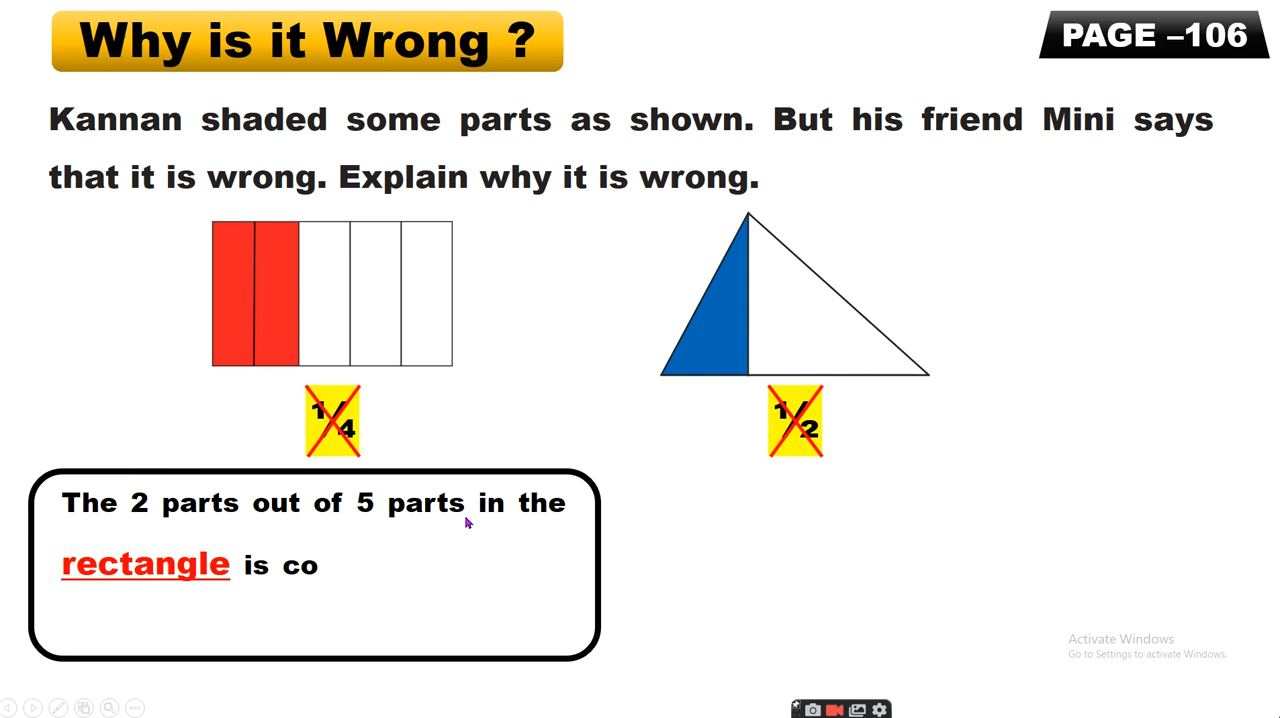 Why is it Wrong ?
PAGE –106
Kannan shaded some parts as shown. But his friend Mini says
that it is wrong. Explain why it is wrong.
1/4
1/2
The 2 parts out of 5 parts in the
rectangle is co
Activate Windows
Go to Settings to activate Windows.